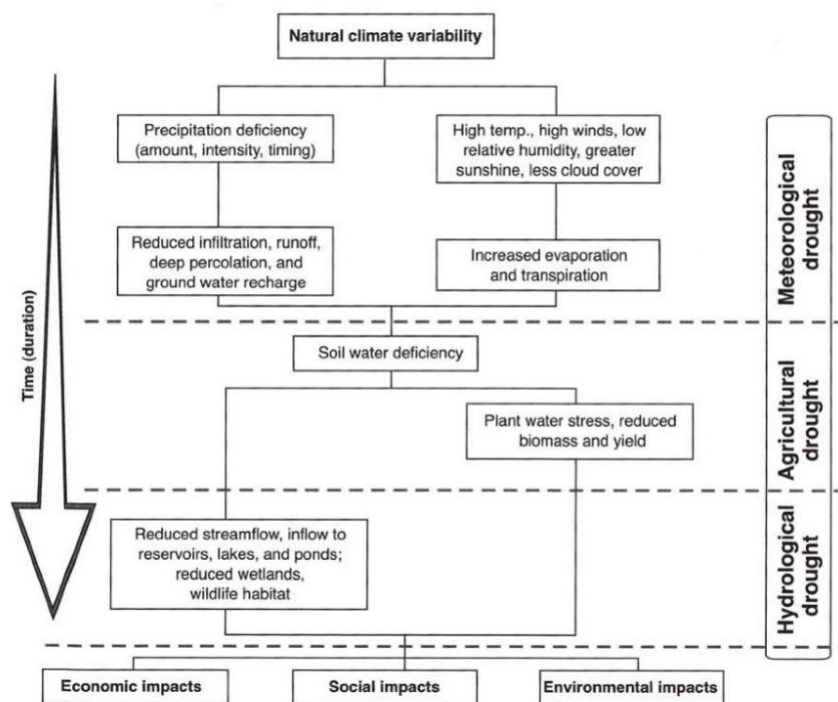 Natural climate variability
Precipitation deficiency
(amount, intensity, timing)
High temp., high winds, low
relative humidity, greater
sunshine, less cloud cover
Reduced infiltration, runoff,
deep percolation, and
ground water recharge
Increased evaporation
and transpiration
Meteorological
drought
Time (duration)
Soil water deficiency
Plant water stress, reduced
biomass and yield
Agricultural
drought
Reduced streamflow, inflow to
reservoirs, lakes, and ponds;
reduced wetlands,
wildlife habitat
Hydrological
drought
Economic impacts
Social impacts
Environmental impacts